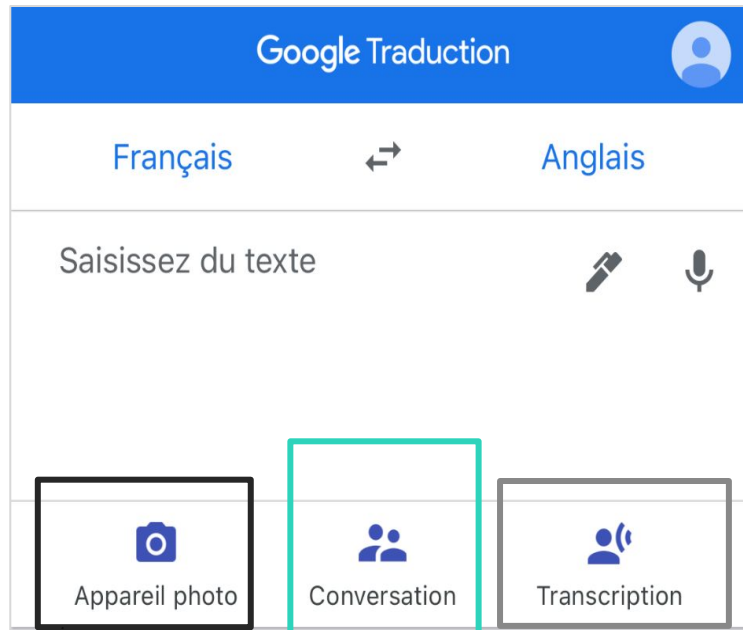 Google Traduction
Français Anglais
Saisissez du texte
Appareil photo Conversation Transcription